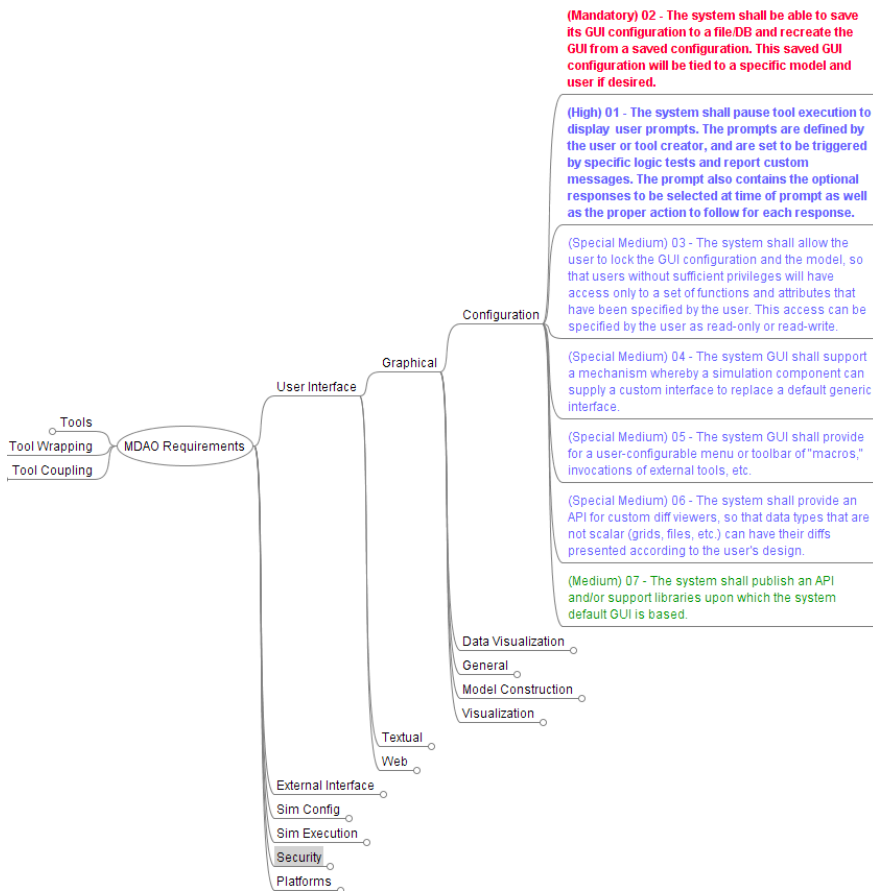 (Mandatory) 02 - The system shall be able to save
its GUI configuration to a file/DB and recreate the
GUI from a saved configuration. This saved GUI
configuration will be tied to a specific model and
user if desired.
(High) 01 - The system shall pause tool execution to
display user prompts. The prompts are defined by
the user or tool creator, and are set to be triggered
by specific logic tests and report custom
messages. The prompt also contains the optional
responses to be selected at time of prompt as well
as the proper action to follow for each response.
(Special Medium) 03 - The system shall allow the
user to lock the GUI configuration and the model, so
that users without sufficient privileges will have
access only to a set of functions and attributes that
have been specified by the user. This access can be
specified by the user as read-only or read-write.
Configuration
(Special Medium) 04 - The system GUI shall support
a mechanism whereby a simulation component can
supply a custom interface to replace a default generic
interface.
Graphical
User Interface
Tools
Tool Wrapping
Tool Coupling
MDAO Requirements
(Special Medium) 05 - The system GUI shall provide
for a user-configurable menu or toolbar of "macros,"
invocations of external tools, etc.
(Special Medium) 06 - The system shall provide an
API for custom diff viewers, so that data types that are
not scalar (grids, files, etc.) can have their diffs
presented according to the user's design.
(Medium) 07 - The system shall publish an API
and/or support libraries upon which the system
default GUI is based.
Data Visualization
General
Model Construction
Visualization
Textual
Web
External Interface
Sim Config
Sim Execution
Security
Platforms